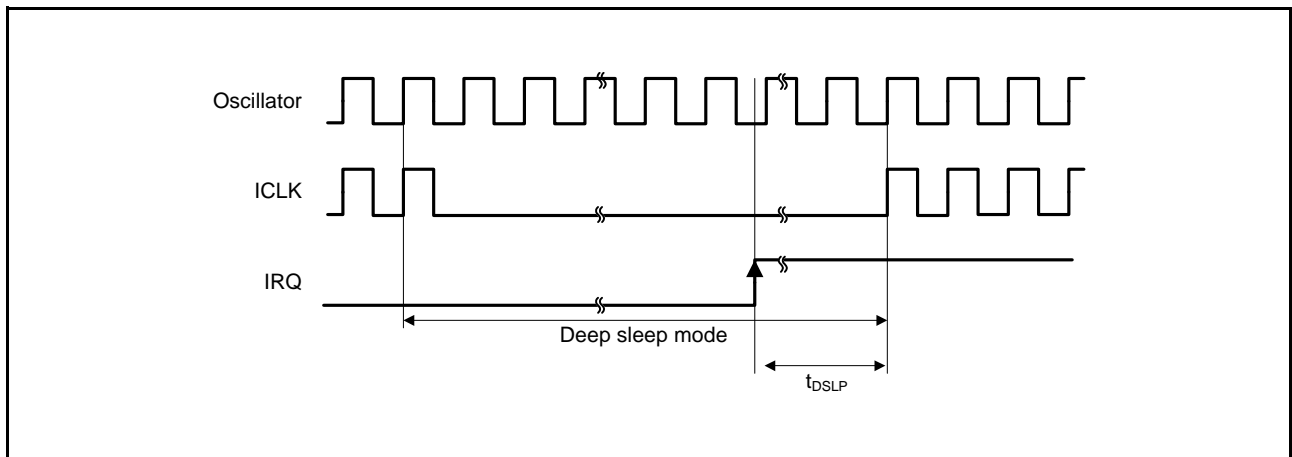 Oscillator
ICLK
IRQ
Deep sleep mode
tDSLP